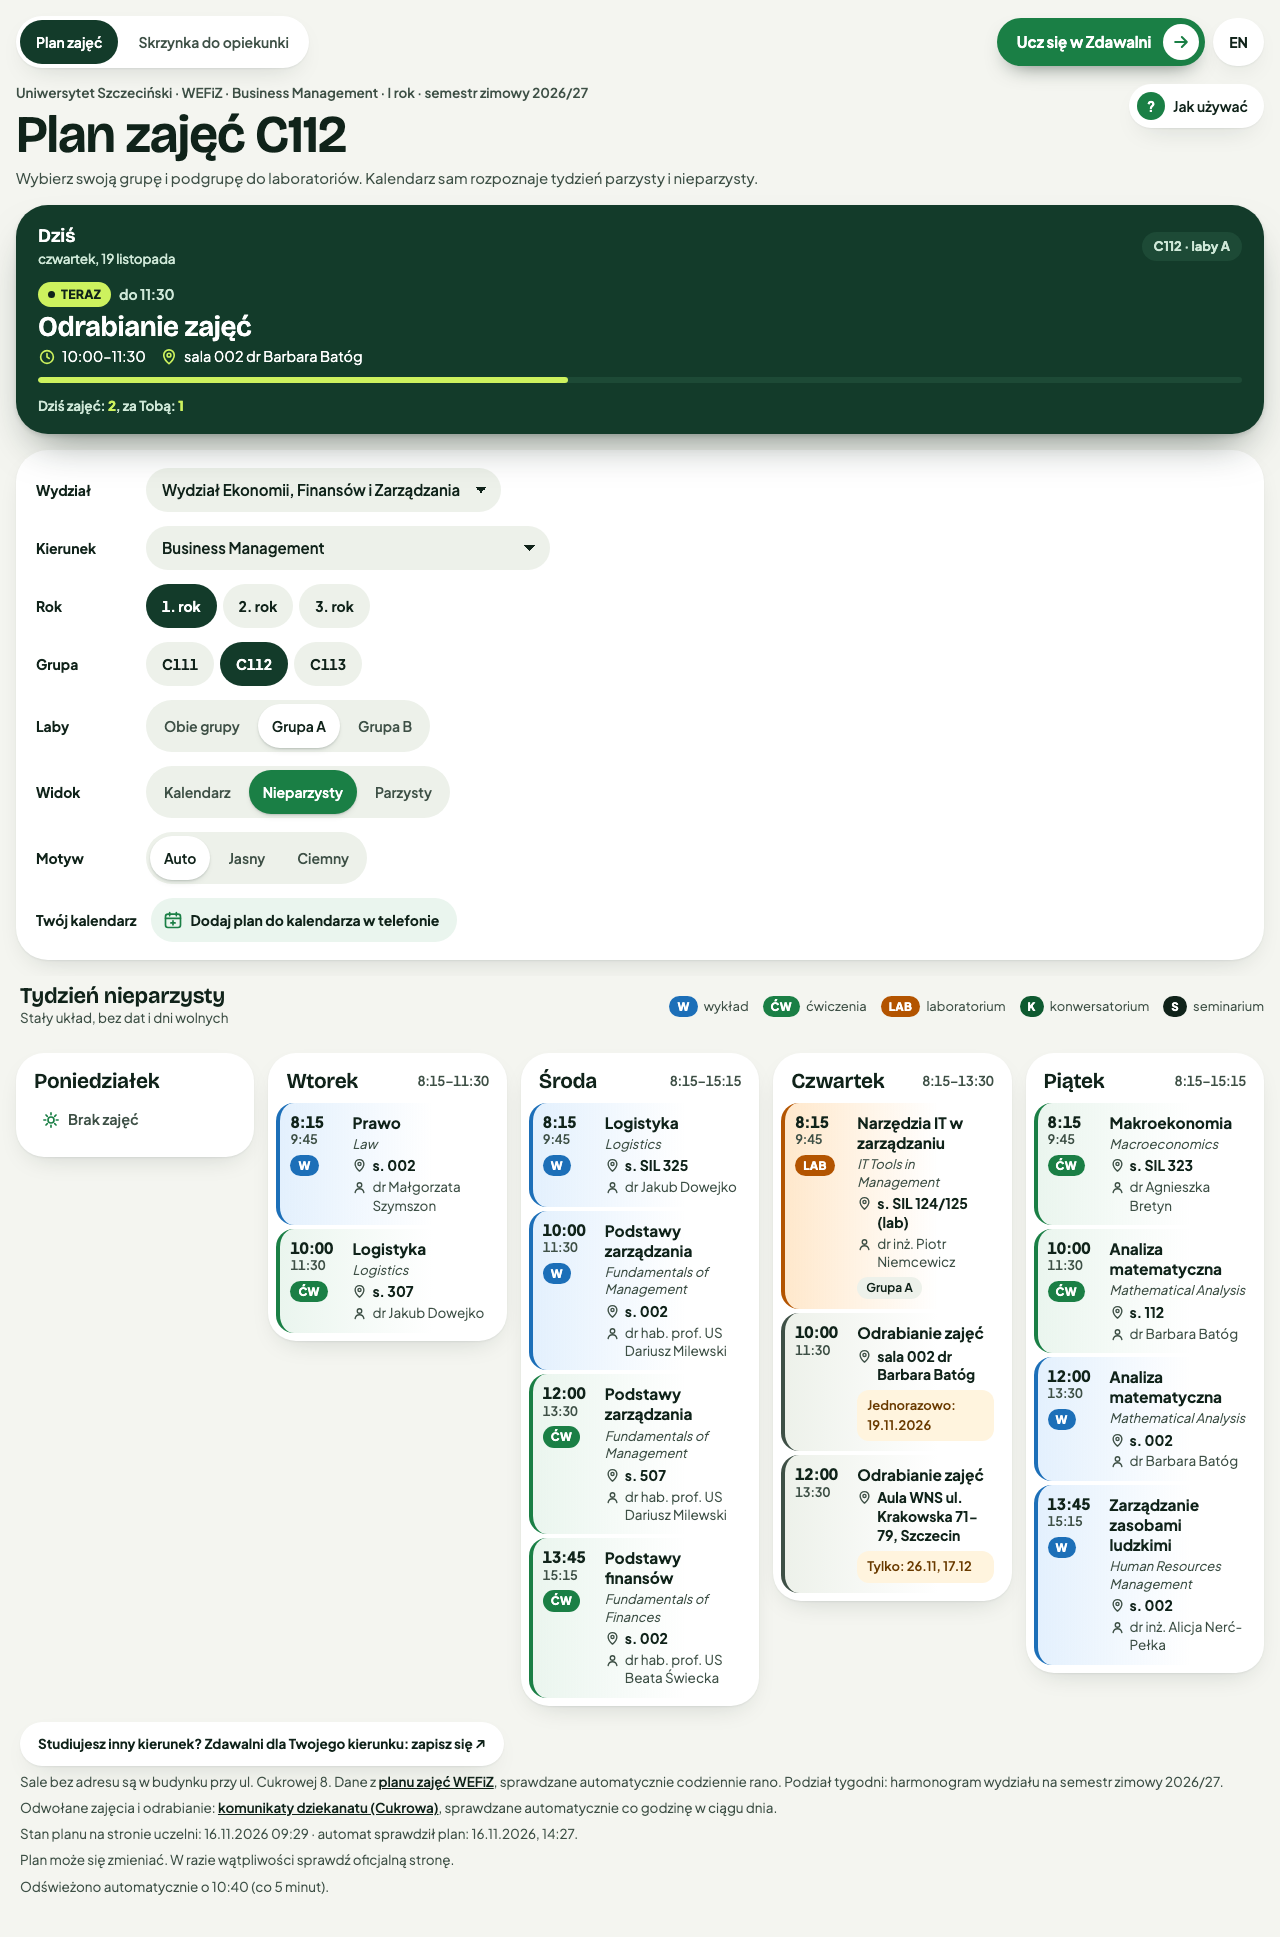 Plan zajęć
Skrzynka do opiekunki
Ucz się w Zdawalni
EN
Uniwersytet Szczeciński · WEFiZ · Business Management · I rok · semestr zimowy 2026/27
? Jak używać
Plan zajęć C112
Wybierz swoją grupę i podgrupę do laboratoriów. Kalendarz sam rozpoznaje tydzień parzysty i nieparzysty.
Dziś
czwartek, 19 listopada
C112 · laby A
TERAZ do 11:30
Odrabianie zajęć
10:00–11:30 sala 002 dr Barbara Batóg
Dziś zajęć: 2, za Tobą: 1
Wydział
Wydział Ekonomii, Finansów i Zarządzania
Kierunek
Business Management
Rok
1. rok 2. rok 3. rok
Grupa
C111 C112 C113
Laby
Obie grupy Grupa A Grupa B
Widok
Kalendarz Nieparzysty Parzysty
Motyw
Auto Jasny Ciemny
Twój kalendarz
Dodaj plan do kalendarza w telefonie
Tydzień nieparzysty
Stały układ, bez dat i dni wolnych
W wykład ĆW ćwiczenia LAB laboratorium K konwersatorium S seminarium
Poniedziałek
Brak zajęć
Wtorek 8:15–11:30
8:15
9:45
W
Prawo
Law
s. 002
dr Małgorzata
Szymszon
10:00
11:30
ĆW
Logistyka
Logistics
s. 307
dr Jakub Dowejko
Środa 8:15–15:15
8:15
9:45
W
Logistyka
Logistics
s. SIL 325
dr Jakub Dowejko
10:00
11:30
W
Podstawy
zarządzania
Fundamentals of
Management
s. 002
dr hab. prof. US
Dariusz Milewski
12:00
13:30
ĆW
Podstawy
zarządzania
Fundamentals of
Management
s. 507
dr hab. prof. US
Dariusz Milewski
13:45
15:15
ĆW
Podstawy
finansów
Fundamentals of
Finances
s. 002
dr hab. prof. US
Beata Świecka
Czwartek 8:15–13:30
8:15
9:45
LAB
Narzędzia IT w
zarządzaniu
IT Tools in
Management
s. SIL 124/125
(lab)
dr inż. Piotr
Niemcewicz
Grupa A
10:00
11:30
Odrabianie zajęć
sala 002 dr
Barbara Batóg
Jednorazowo:
19.11.2026
12:00
13:30
Odrabianie zajęć
Aula WNS ul.
Krakowska 71–
79, Szczecin
Tylko: 26.11, 17.12
Piątek 8:15–15:15
8:15
9:45
ĆW
Makroekonomia
Macroeconomics
s. SIL 323
dr Agnieszka
Bretyn
10:00
11:30
ĆW
Analiza
matematyczna
Mathematical Analysis
s. 112
dr Barbara Batóg
12:00
13:30
W
Analiza
matematyczna
Mathematical Analysis
s. 002
dr Barbara Batóg
13:45
15:15
W
Zarządzanie
zasobami
ludzkimi
Human Resources
Management
s. 002
dr inż. Alicja Nerć-
Pełka
Studiujesz inny kierunek? Zdawalni dla Twojego kierunku: zapisz się ↗
Sale bez adresu są w budynku przy ul. Cukrowej 8. Dane z planu zajęć WEFiZ, sprawdzane automatycznie codziennie rano. Podział tygodni: harmonogram wydziału na semestr zimowy 2026/27.
Odwołane zajęcia i odrabianie: komunikaty dziekanatu (Cukrowa), sprawdzane automatycznie co godzinę w ciągu dnia.
Stan planu na stronie uczelni: 16.11.2026 09:29 · automat sprawdził plan: 16.11.2026, 14:27.
Plan może się zmieniać. W razie wątpliwości sprawdź oficjalną stronę.
Odświeżono automatycznie o 10:40 (co 5 minut).